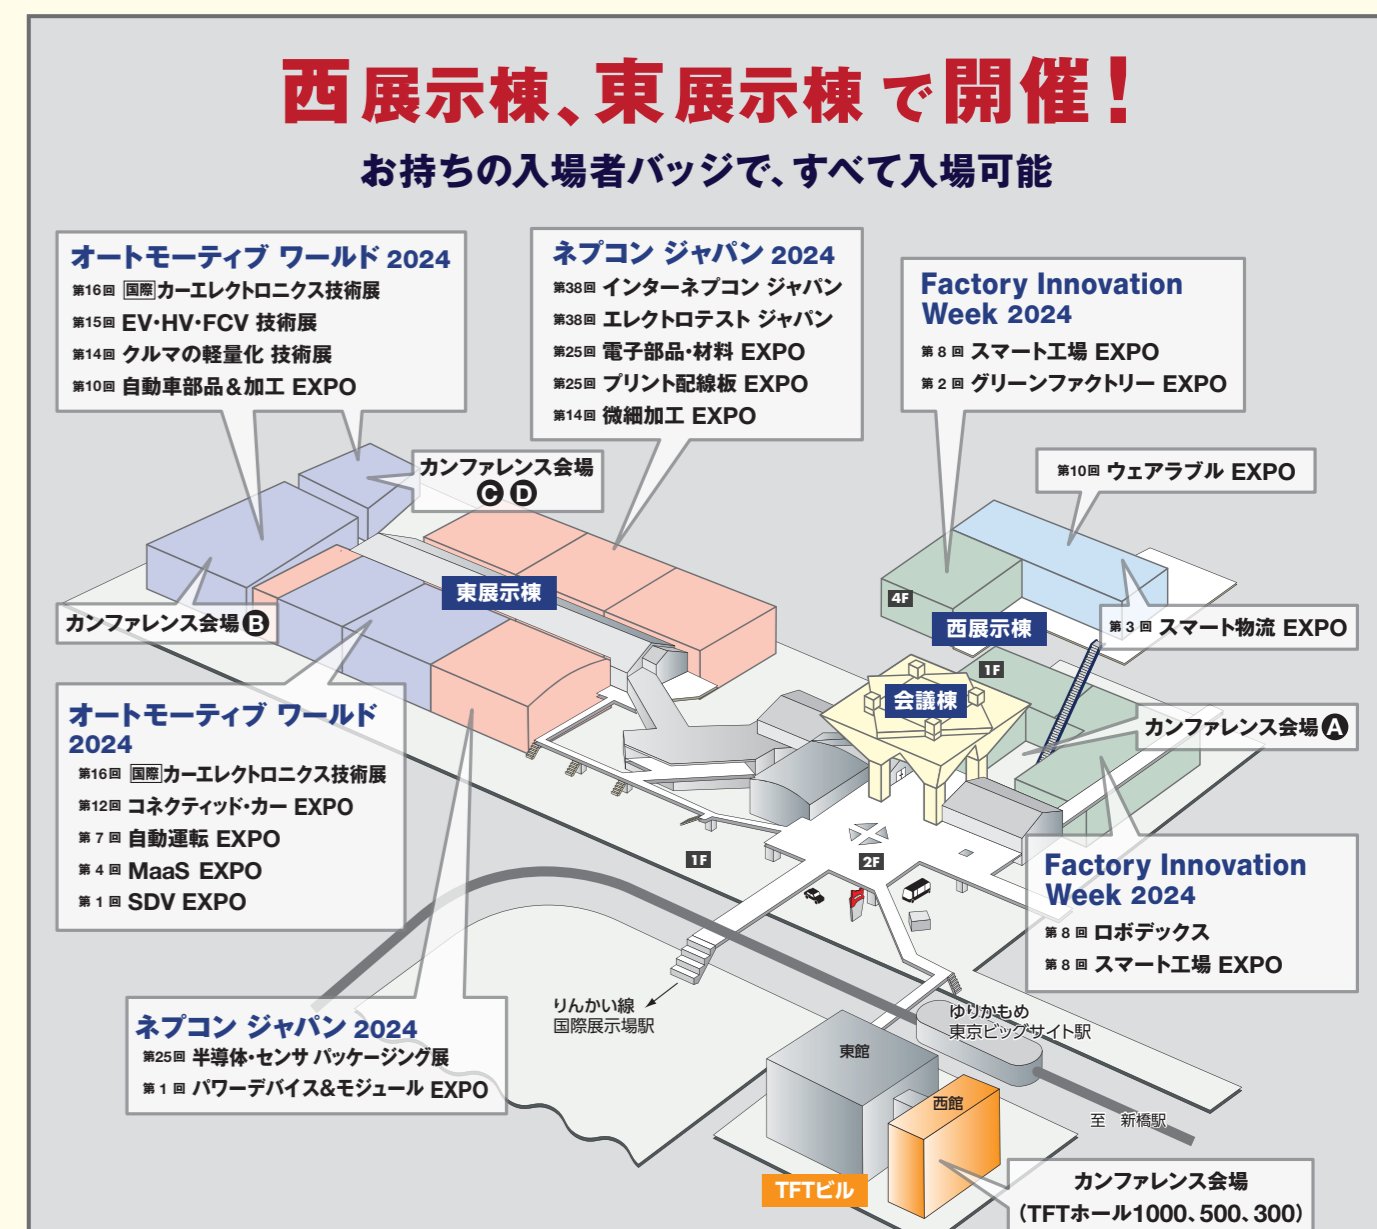 西展示棟、東展示棟で開催！
お持ちの入場者バッジで、すべて入場可能
オートモーティブ ワールド 2024
第16回 国際カーエレクトロニクス技術展
第15回 EV・HV・FCV 技術展
第14回 クルマの軽量化 技術展
第10回 自動車部品＆加工 EXPO
ネプコン ジャパン 2024
第38回 インターネプコン ジャパン
第38回 エレクトロテスト ジャパン
第25回 電子部品・材料 EXPO
第25回 プリント配線板 EXPO
第14回 微細加工 EXPO
Factory Innovation
Week 2024
第8回 スマート工場 EXPO
第2回 グリーンファクトリー EXPO
カンファレンス会場
C D
第10回 ウェアラブル EXPO
東展示棟
4F
カンファレンス会場B
西展示棟
第3回 スマート物流 EXPO
1F
会議棟
カンファレンス会場A
オートモーティブ ワールド
2024
第16回 国際カーエレクトロニクス技術展
第12回 コネクティッド・カー EXPO
第7回 自動運転 EXPO
第4回 MaaS EXPO
第1回 SDV EXPO
1F
2F
Factory Innovation
Week 2024
第8回 ロボデックス
第8回 スマート工場 EXPO
りんかい線
国際展示場駅
ゆりかもめ
東京ビッグサイト駅
ネプコン ジャパン 2024
第25回 半導体・センサ パッケージング展
第1回 パワーデバイス&モジュール EXPO
東館
西館
至 新橋駅
TFTビル
カンファレンス会場
(TFTホール1000、500、300)